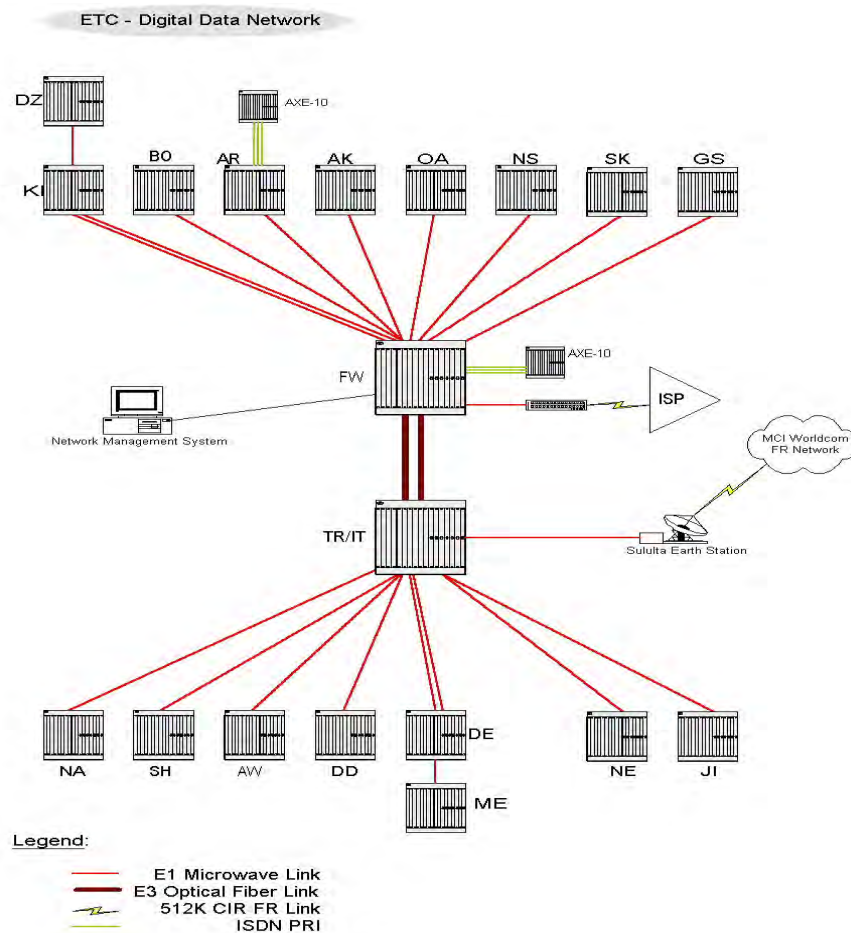 ETC - Digital Data Network
DZ
AXE-10
BO
AR
AK
OA
NS
SK
GS
KI
FW
AXE-10
ISP
Network Management System
MCI Worldcom
FR Network
TR/IT
Sululta Earth Station
DE
NA
SH
AW
DD
NE
JI
ME
Legend:
E1 Microwave Link
E3 Optical Fiber Link
512K CIR FR Link
ISDN PRI